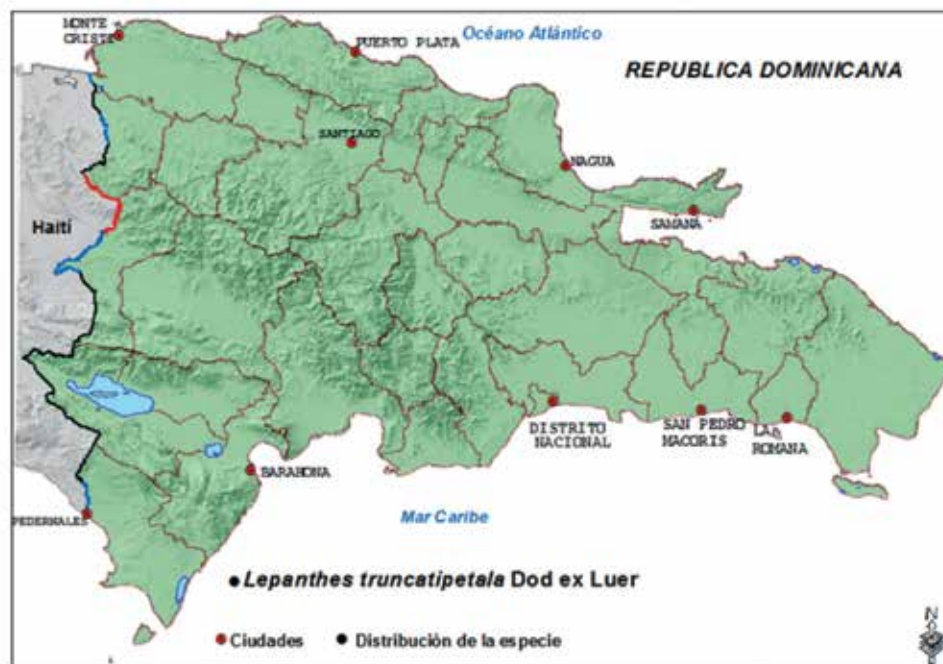 MONTE
CRISTI
PUERTO PLATA
Océano Atlántico
REPUBLICA DOMINICANA
SANTIAGO
NAGUA
SAMANA
Haití
DISTRITO
NACIONAL
SAN PEDRO
MACORIS
LA
ROMANA
BARAHONA
PEDERNALES
Mar Caribe
Lepanthes truncatipetala Dod ex Luer
Ciudades
Distribución de la especie
N